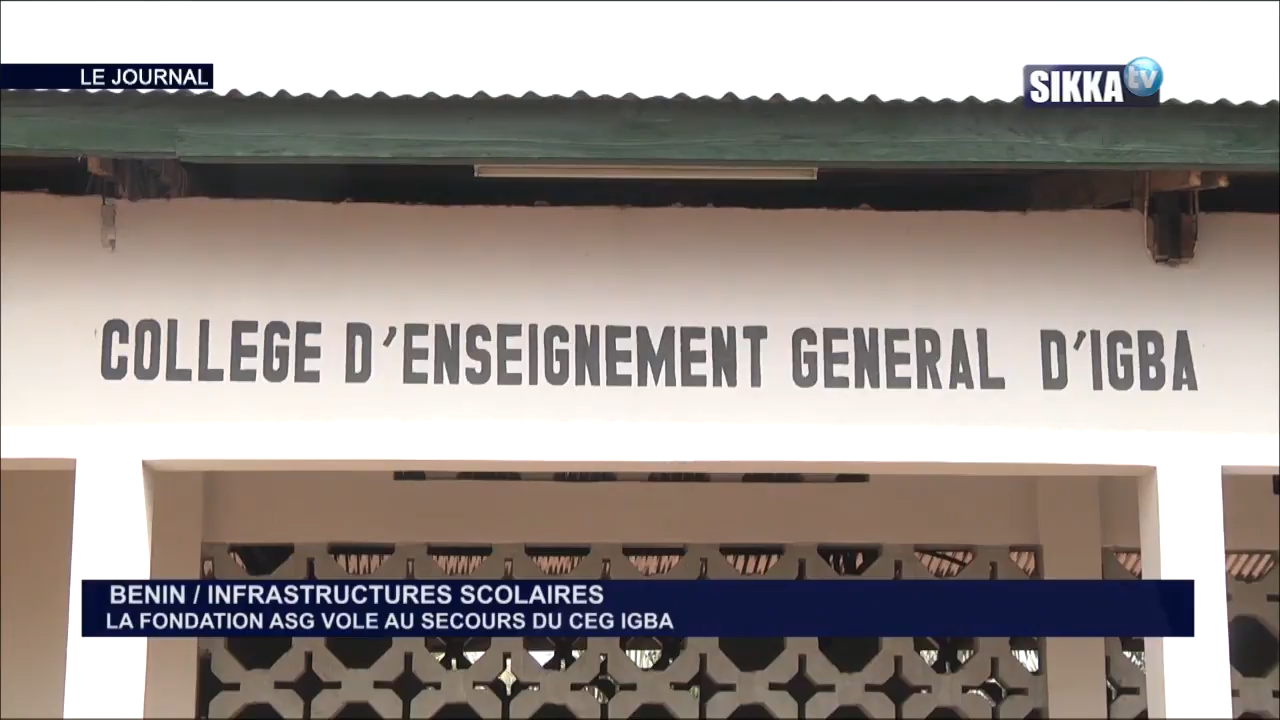 LE JOURNAL
SIKKA tv
COLLEGE D'ENSEIGNEMENT GENERAL D'IGBA
BENIN / INFRASTRUCTURES SCOLAIRES
LA FONDATION ASG VOLE AU SECOURS DU CEG IGBA